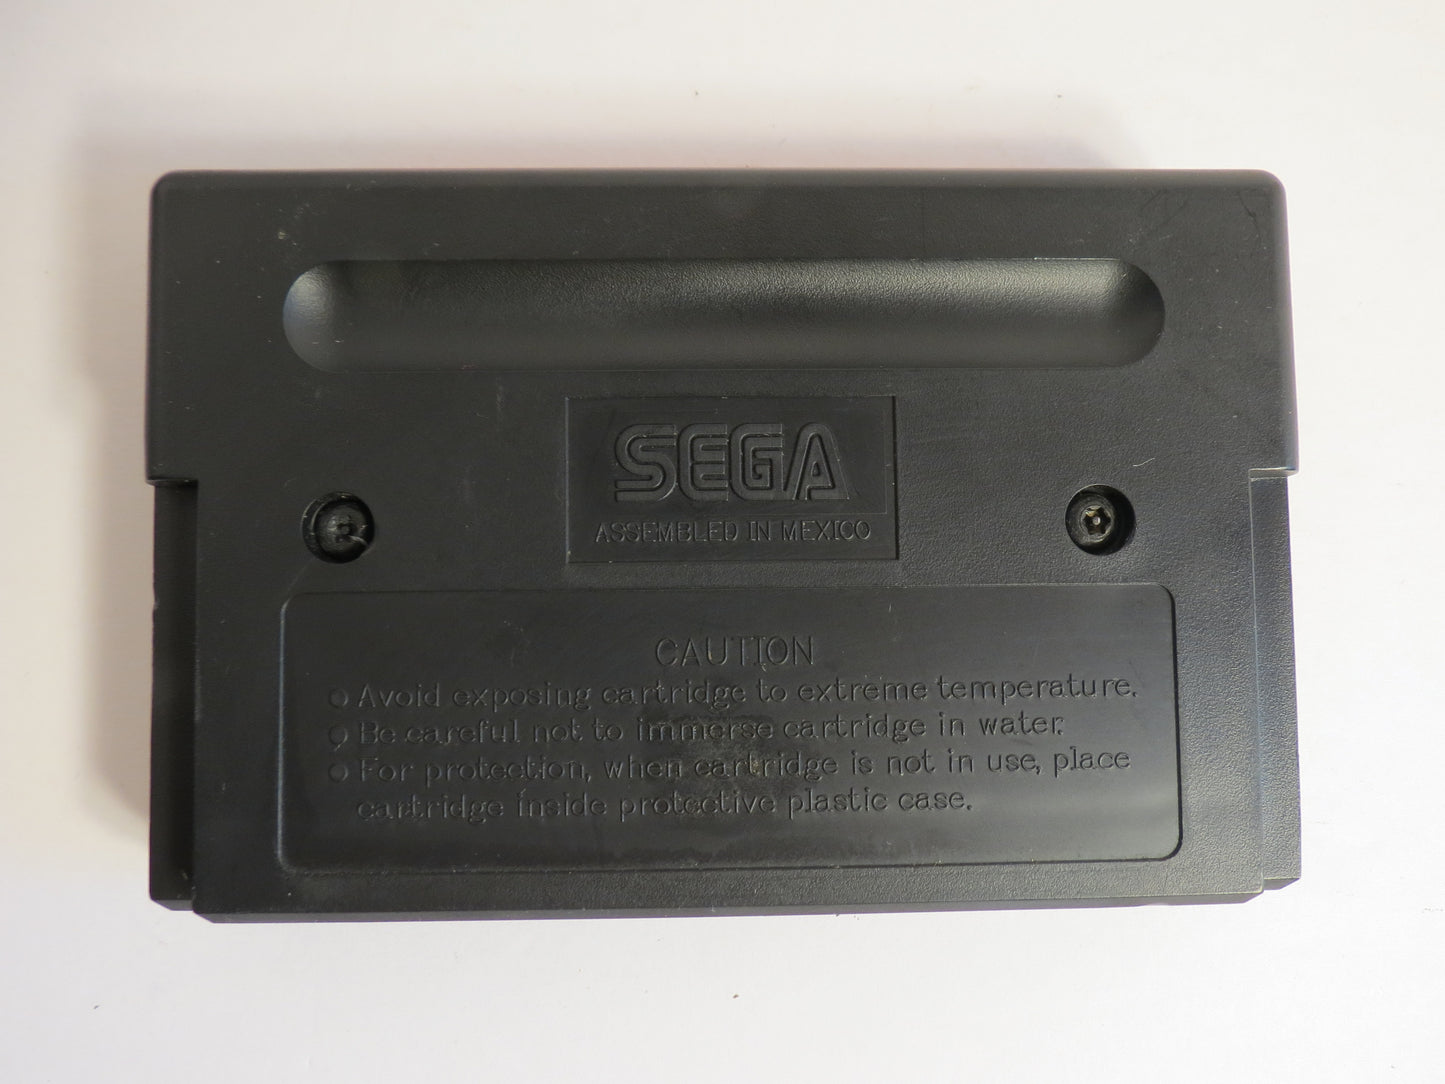 SEGA
ASSEMBLED IN MEXICO
CAUTION
○ Avoid exposing cartridge to extreme temperature.
○ Be careful not to immerse cartridge in water.
○ For protection, when cartridge is not in use, place
cartridge inside protective plastic case.